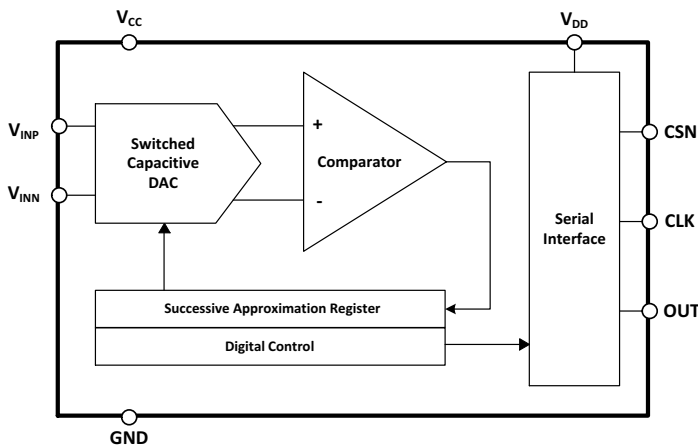 VCC
VDD
VINP
VINN
Switched
Capacitive
DAC
+
-
Comparator
Serial
Interface
CSN
CLK
OUT
Successive Approximation Register
Digital Control
GND